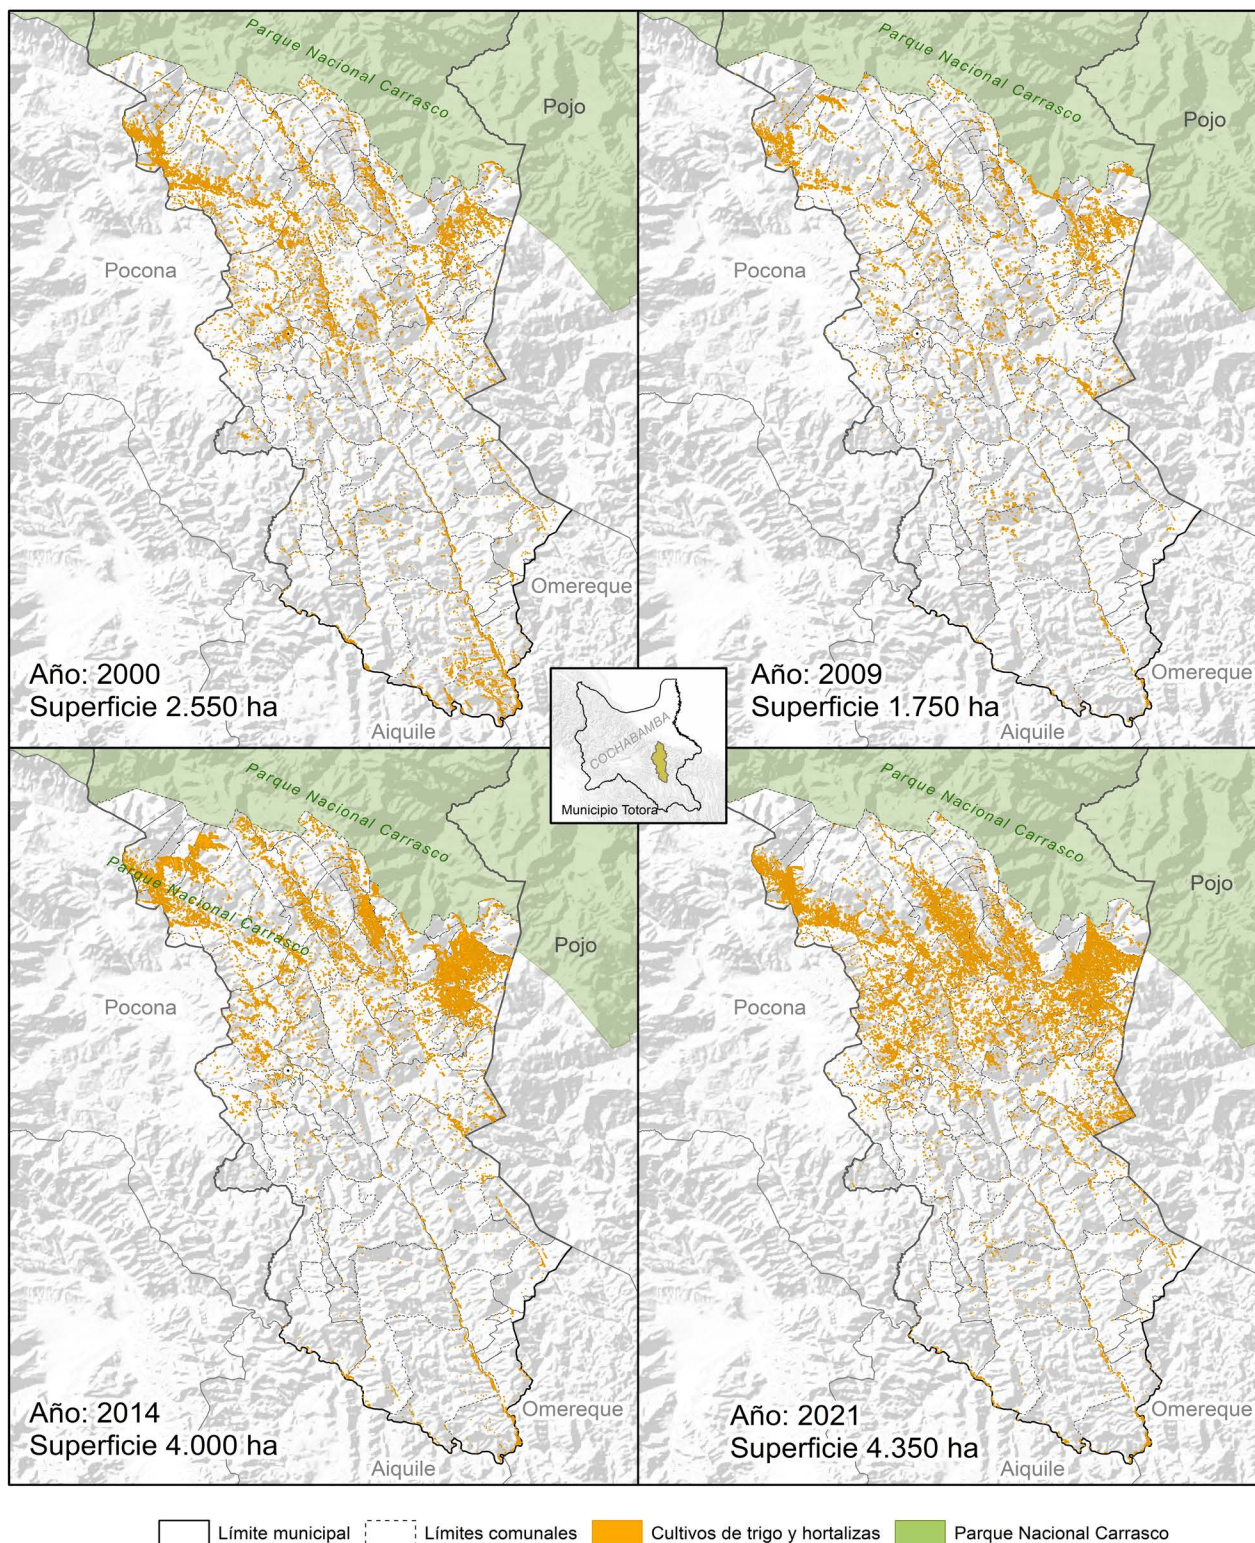 Parque Nacional Carrasco
Pojo
Pocona
Omereque
Año: 2000
Superficie 2.550 ha
Aiquile
Parque Nacional Carrasco
Pojo
Pocona
Omereque
Año: 2009
Superficie 1.750 ha
Aiquile
COCHABAMBA
Municipio Totora
Parque Nacional Carrasco
Parque Nacional Carrasco
Pojo
Pocona
Omereque
Año: 2014
Superficie 4.000 ha
Aiquile
Parque Nacional Carrasco
Pojo
Pocona
Omereque
Año: 2021
Superficie 4.350 ha
Aiquile
Límite municipal
Límites comunales
Cultivos de trigo y hortalizas
Parque Nacional Carrasco